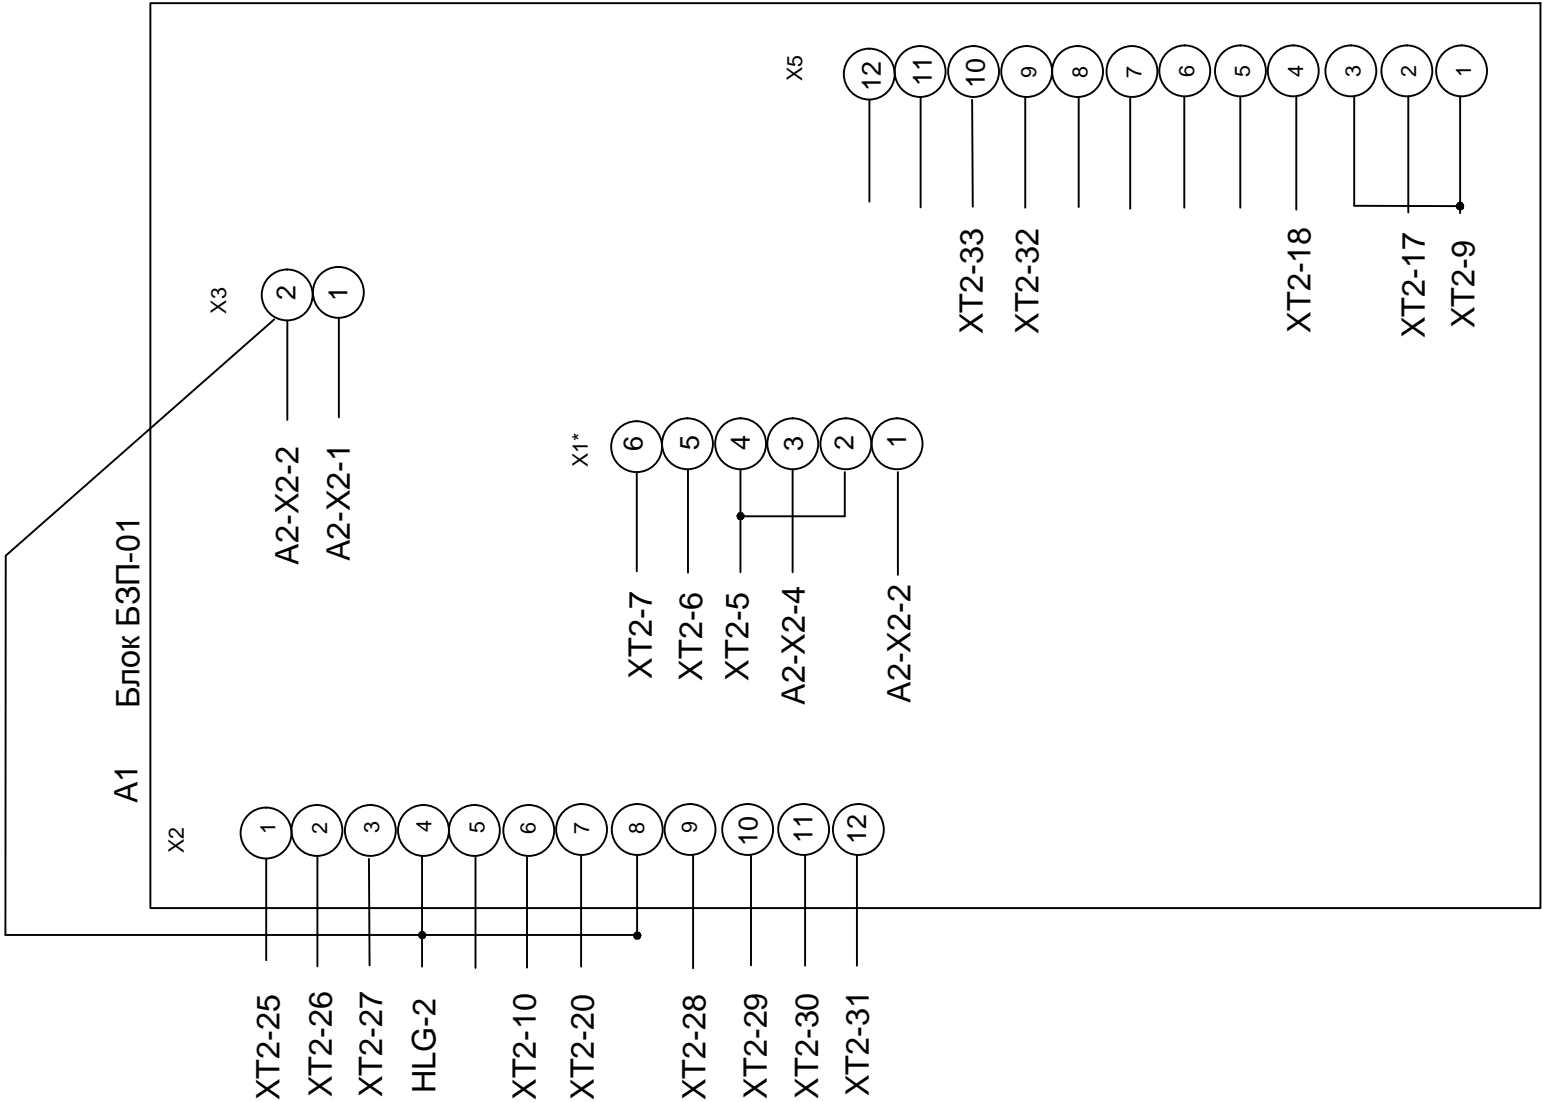 A1 Блок БЗП-01
X2
1
2
3
4
5
6
7
8
9
10
11
12
XT2-25
XT2-26
XT2-27
HLG-2
XT2-10
XT2-20
XT2-28
XT2-29
XT2-30
XT2-31
X3
2
1
A2-X2-2
A2-X2-1
X1*
6
5
4
3
2
1
XT2-7
XT2-6
XT2-5
A2-X2-4
A2-X2-2
X5
12
11
10
9
8
7
6
5
4
3
2
1
XT2-33
XT2-32
XT2-18
XT2-17
XT2-9